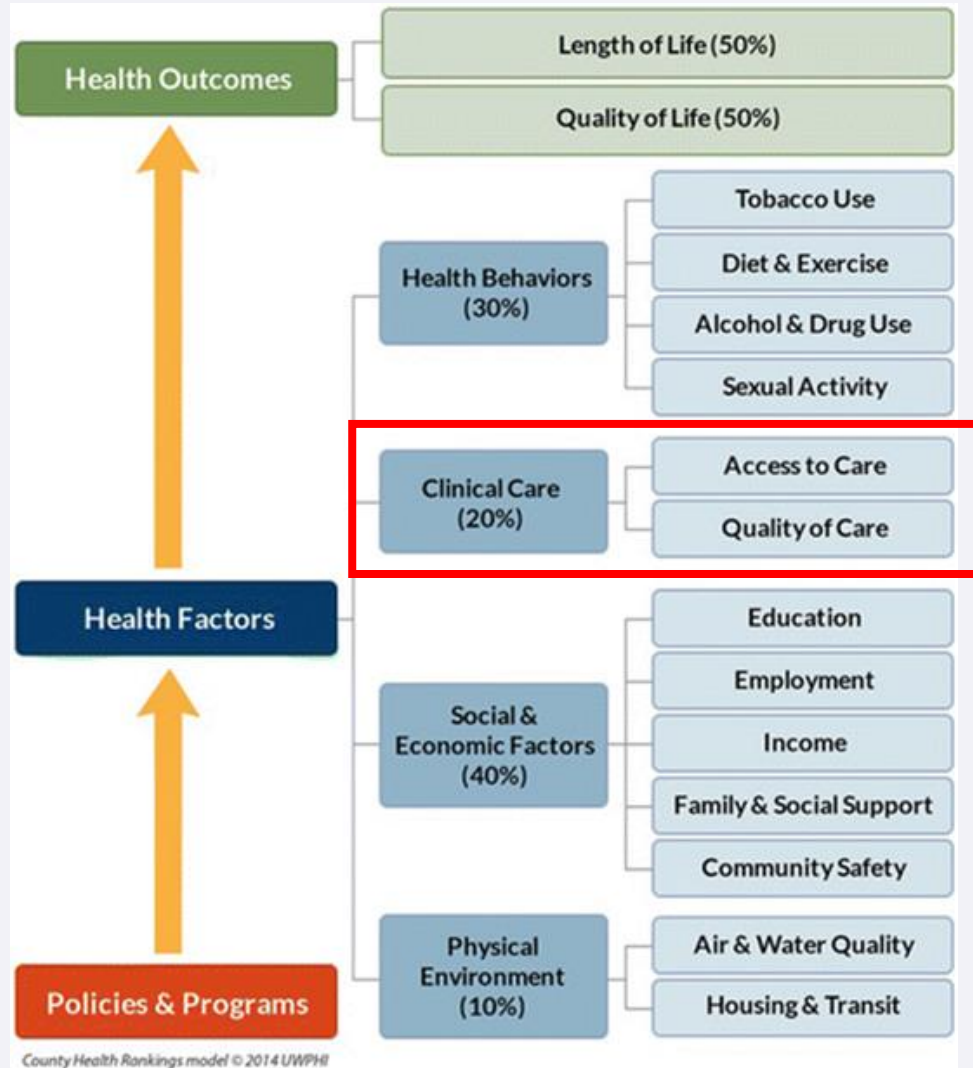 Health Outcomes
Length of Life (50%)
Quality of Life (50%)
Health Behaviors
(30%)
Tobacco Use
Diet & Exercise
Alcohol & Drug Use
Sexual Activity
Clinical Care
(20%)
Access to Care
Quality of Care
Health Factors
Social &
Economic Factors
(40%)
Education
Employment
Income
Family & Social Support
Community Safety
Physical
Environment
(10%)
Air & Water Quality
Housing & Transit
Policies & Programs
County Health Rankings model © 2014 UWPHI